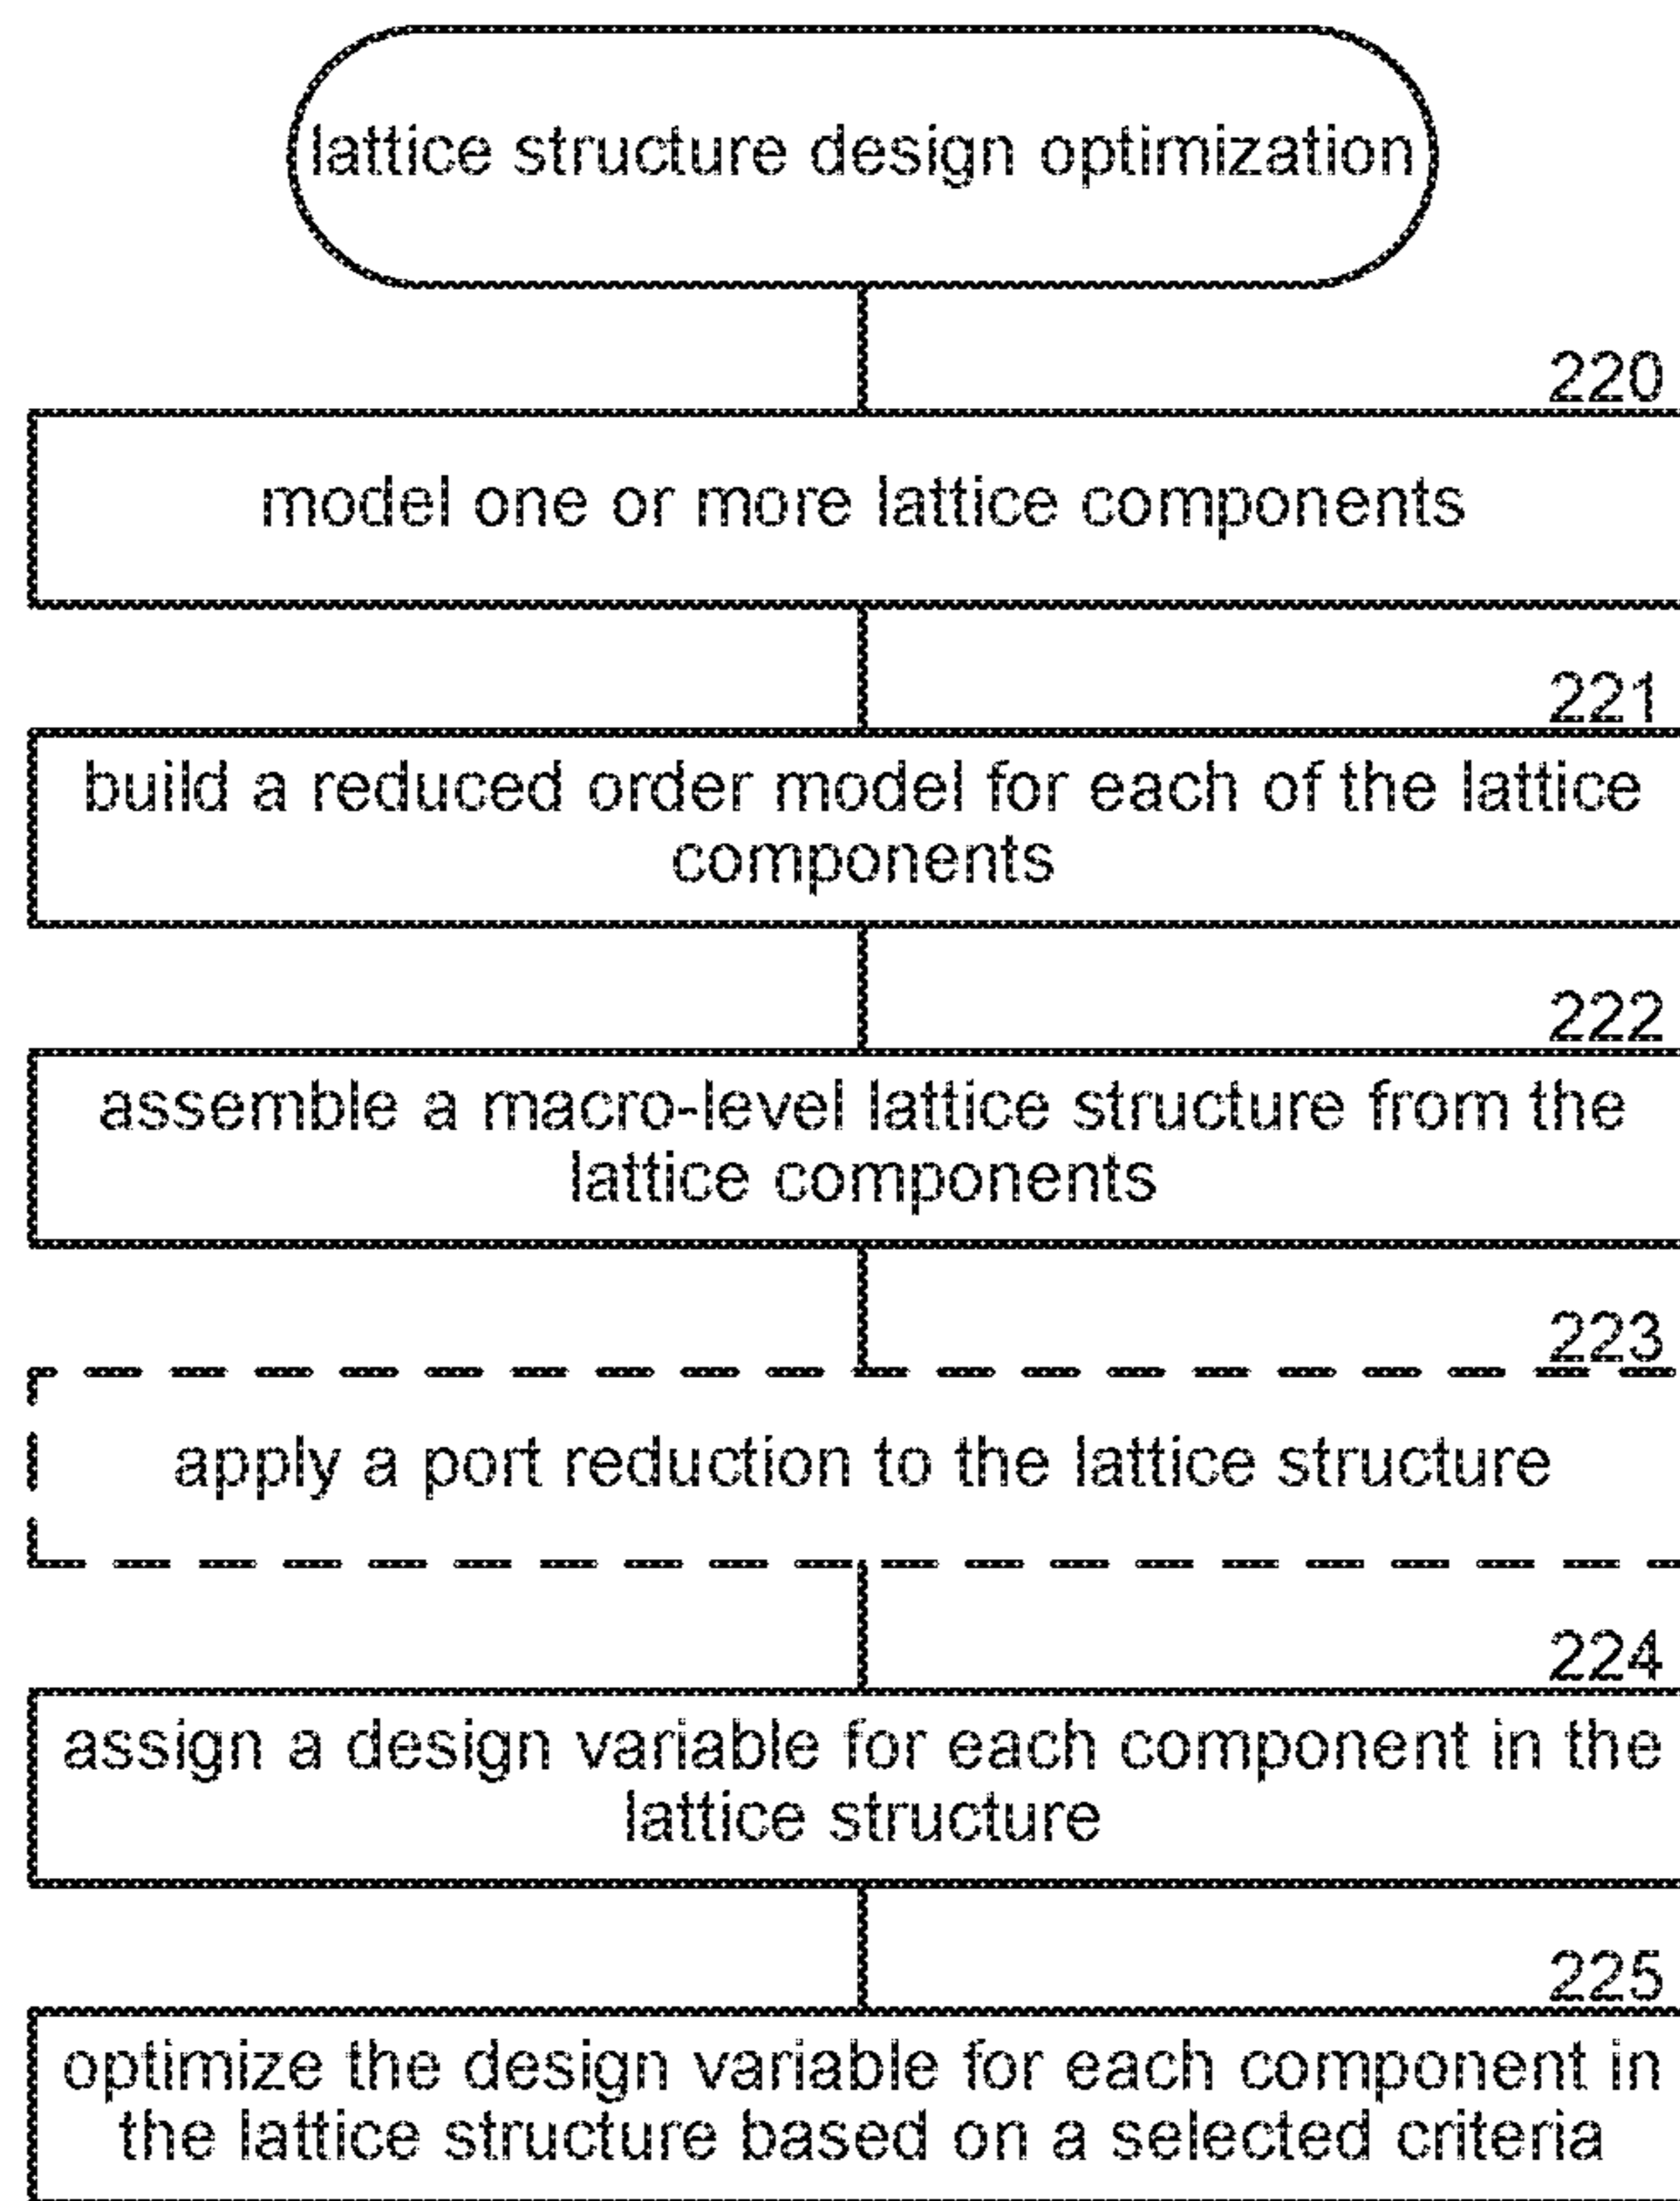 lattice structure design optimization
220
model one or more lattice components
221
build a reduced order model for each of the lattice
components
222
assemble a macro-level lattice structure from the
lattice components
223
apply a port reduction to the lattice structure
224
assign a design variable for each component in the
lattice structure
225
optimize the design variable for each component in
the lattice structure based on a selected criteria